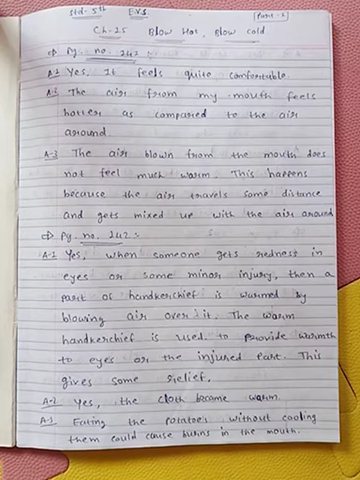 Std. 5th E.V.S. Part-1
Ch-25 Blow Hot, Blow cold
⇒ Pg. no. 242 :
A-1 Yes, It feels quite comfortable.
A-2 The air from my mouth feels
hotter as compared to the air
around.
A-3 The air blown from the mouth does
not feel much warm. This happens
because the air travels some distance
and gets mixed up with the air around
⇒ Pg. no. 242 :-
A-1 Yes, when someone gets redness in
eyes or some minor injury, then a
part of handkerchief is warmed by
blowing air over it. The warm
handkerchief is used to provide warmth
to eyes or the injured part. This
gives some relief.
A-2 Yes, the cloth became warm.
A-3 Eating the potatoes without cooling
them could cause burns in the mouth.